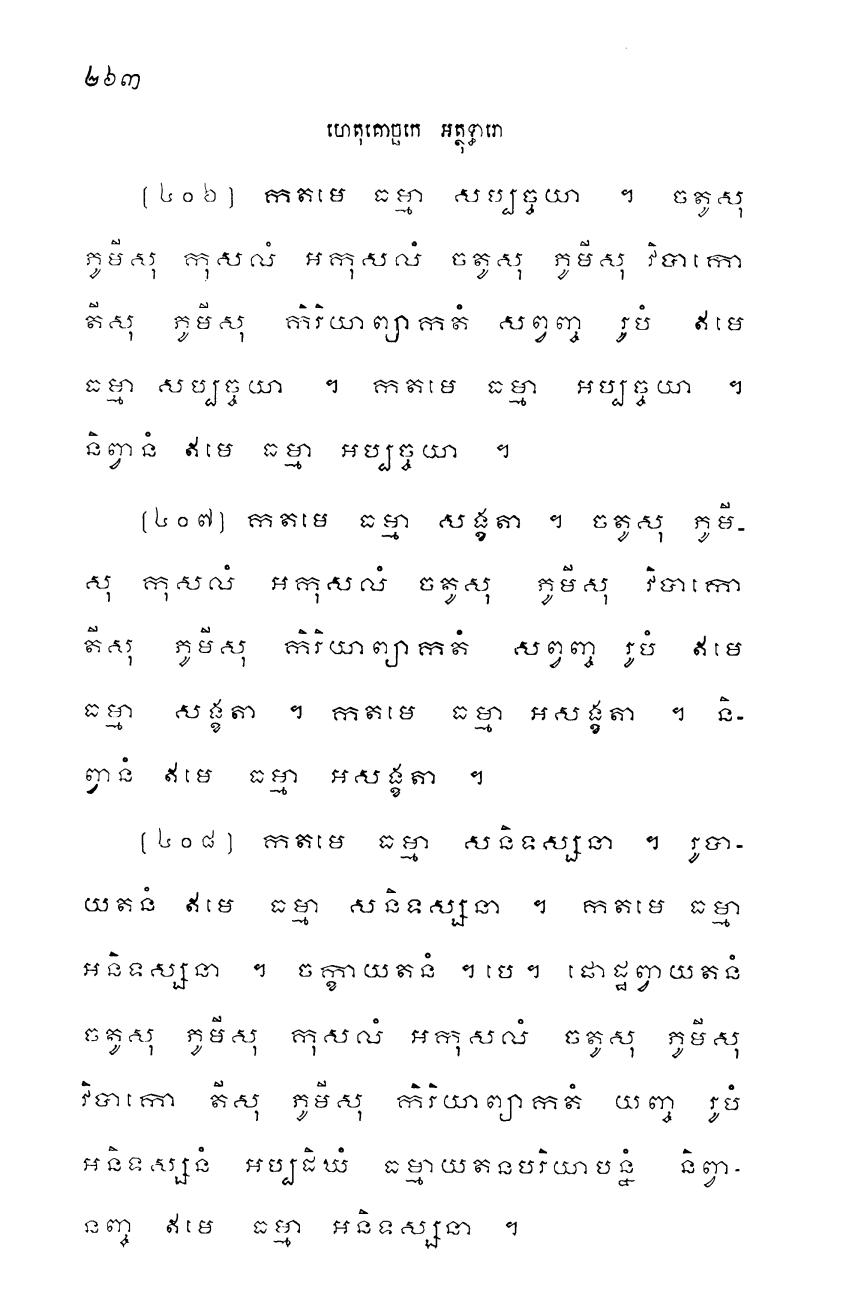 ២៦៣
ហេតុគោច្ឆកេ អត្ថុទ្ធារោ
[៤០៦] កតមេ ធម្មា សប្បច្ចយា ។ ចតូសុ
ភូមីសុ កុសលំ អកុសលំ ចតូសុ ភូមីសុ វិបាកោ
តីសុ ភូមីសុ កិរិយាព្យាកតំ សព្វញ្ច រូបំ ឥមេ
ធម្មា សប្បច្ចយា ។ កតមេ ធម្មា អប្បច្ចយា ។
និព្វានំ ឥមេ ធម្មា អប្បច្ចយា ។
[៤០៧] កតមេ ធម្មា សង្ខតា ។ ចតូសុ ភូមី-
សុ កុសលំ អកុសលំ ចតូសុ ភូមីសុ វិបាកោ
តីសុ ភូមីសុ កិរិយាព្យាកតំ សព្វញ្ច រូបំ ឥមេ
ធម្មា សង្ខតា ។ កតមេ ធម្មា អសង្ខតា ។ និ-
ព្វានំ ឥមេ ធម្មា អសង្ខតា ។
[៤០៨] កតមេ ធម្មា សនិទស្សនា ។ រូបា-
យតនំ ឥមេ ធម្មា សនិទស្សនា ។ កតមេ ធម្មា
អនិទស្សនា ។ ចក្ខាយតនំ ។បេ។ ផោដ្ឋព្វាយតនំ
ចតូសុ ភូមីសុ កុសលំ អកុសលំ ចតូសុ ភូមីសុ
វិបាកោ តីសុ ភូមីសុ កិរិយាព្យាកតំ យញ្ច រូបំ
អនិទស្សនំ អប្បដិឃំ ធម្មាយតនបរិយាបន្នំ និព្វា-
នញ្ច ឥមេ ធម្មា អនិទស្សនា ។